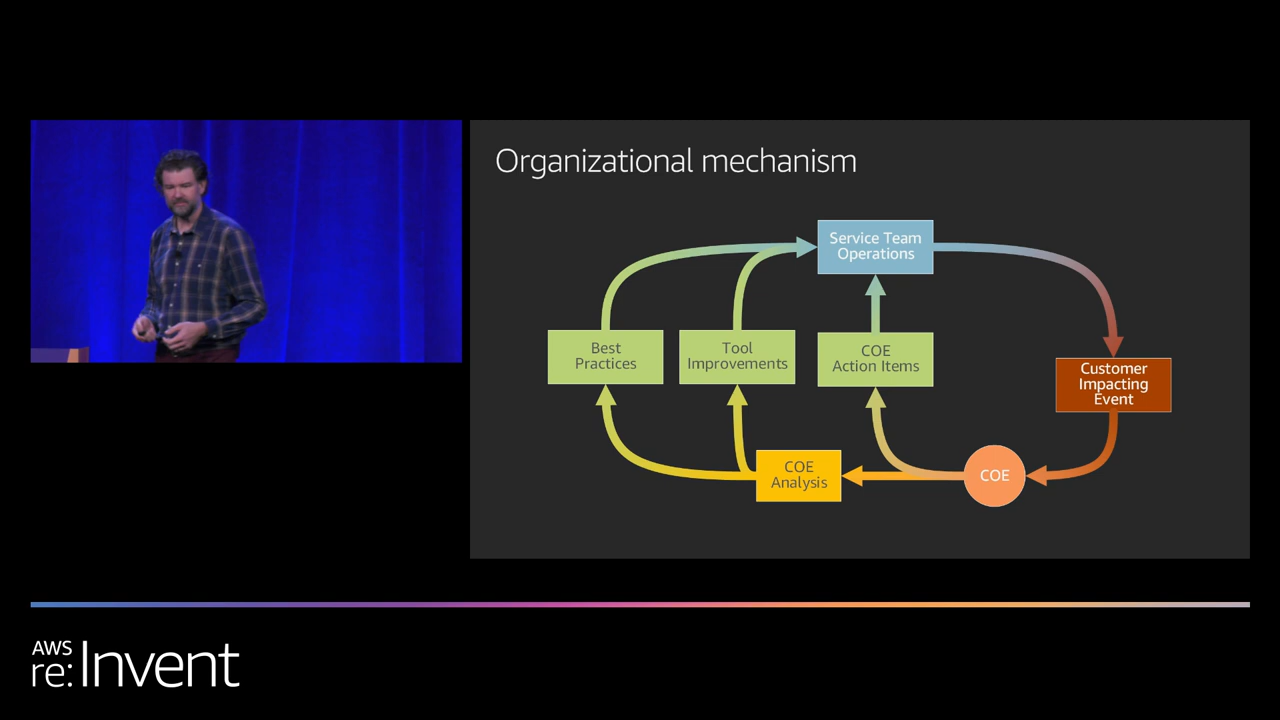 Organizational mechanism
Service Team
Operations
Best
Practices
Tool
Improvements
COE
Action Items
Customer
Impacting
Event
COE
Analysis
COE
AWS
re:Invent